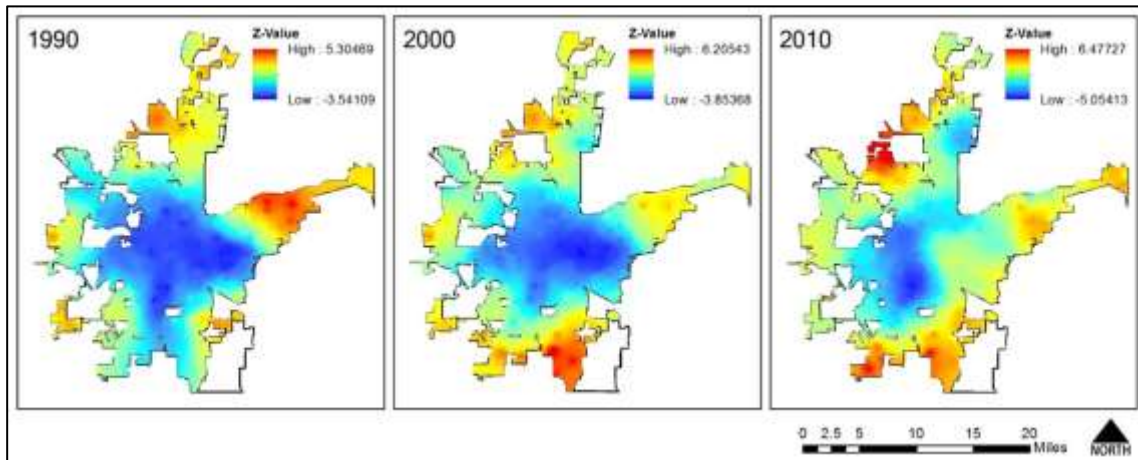 1990
Z-Value
High : 5.30469
Low : -3.54109
2000
Z-Value
High : 6.20543
Low : -3.85368
2010
Z-Value
High : 6.47727
Low : -5.05413
0 2.5 5 10 15 20
Miles
NORTH